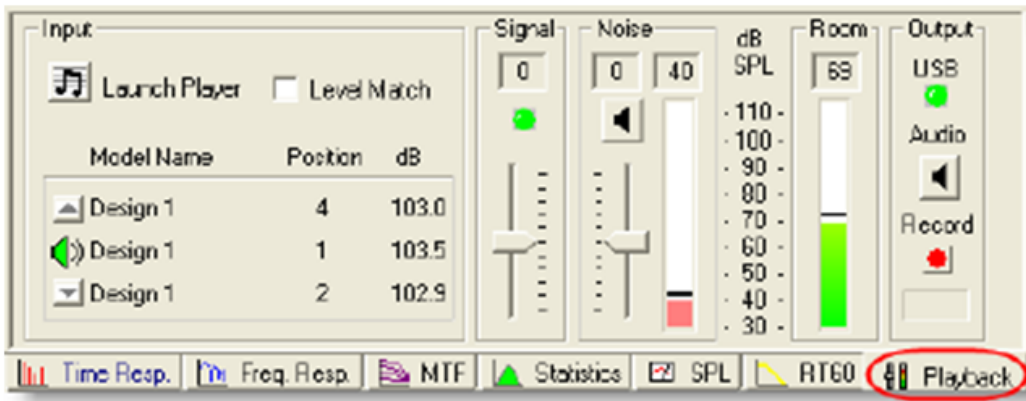 Input
Launch Player Level Match
Model Name Position dB
Design 1 4 103.0
Design 1 1 103.5
Design 1 2 102.9
Signal
0
Noise
0 40
dB
SPL
110
100
90
80
70
60
50
40
30
Room
69
Output
USB
Audio
Record
Time Resp. Freq. Resp. MTF Statistics SPL RT60 Playback